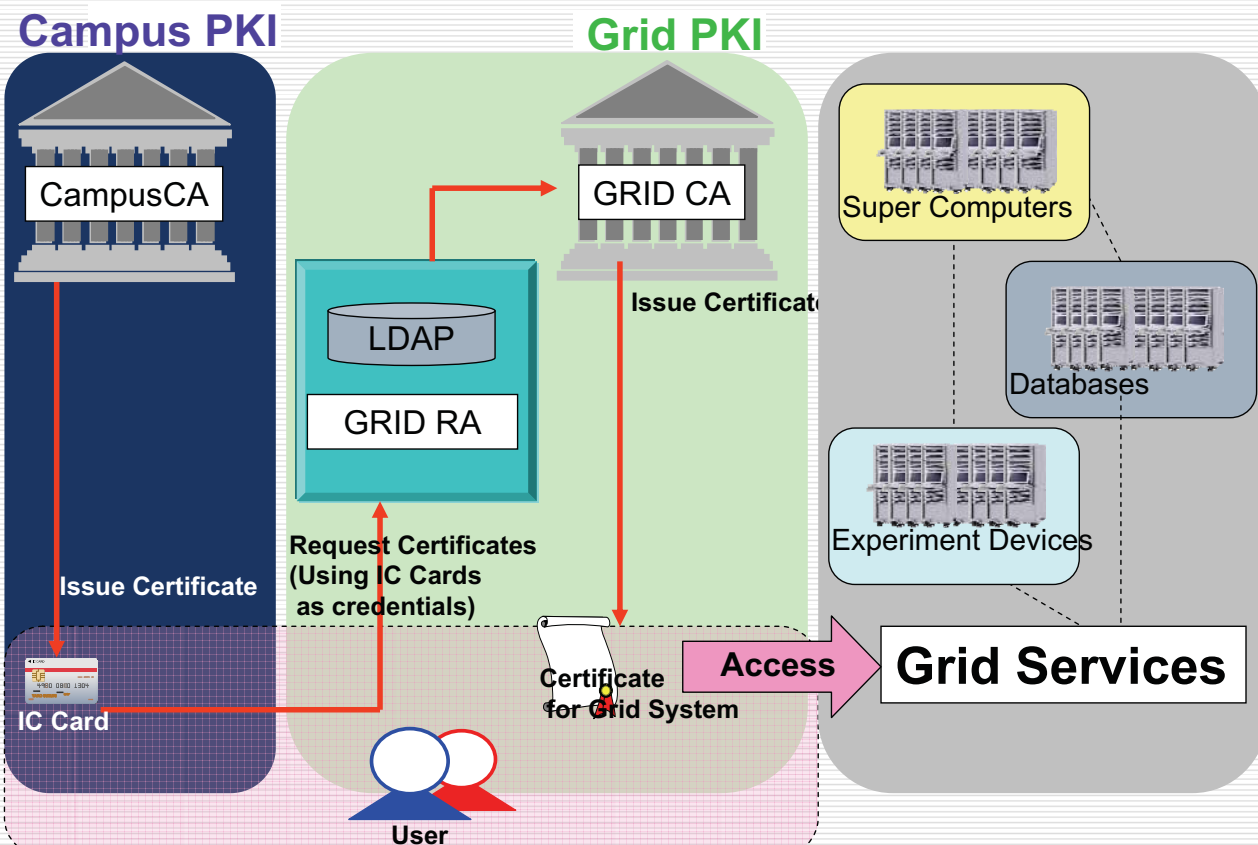 Campus PKI
Grid PKI
CampusCA
GRID CA
Super Computers
Issue Certificate
LDAP
Databases
GRID RA
Experiment Devices
Request Certificates
(Using IC Cards
as credentials)
Issue Certificate
IC Card
Certificate
for Grid System
Access
Grid Services
User